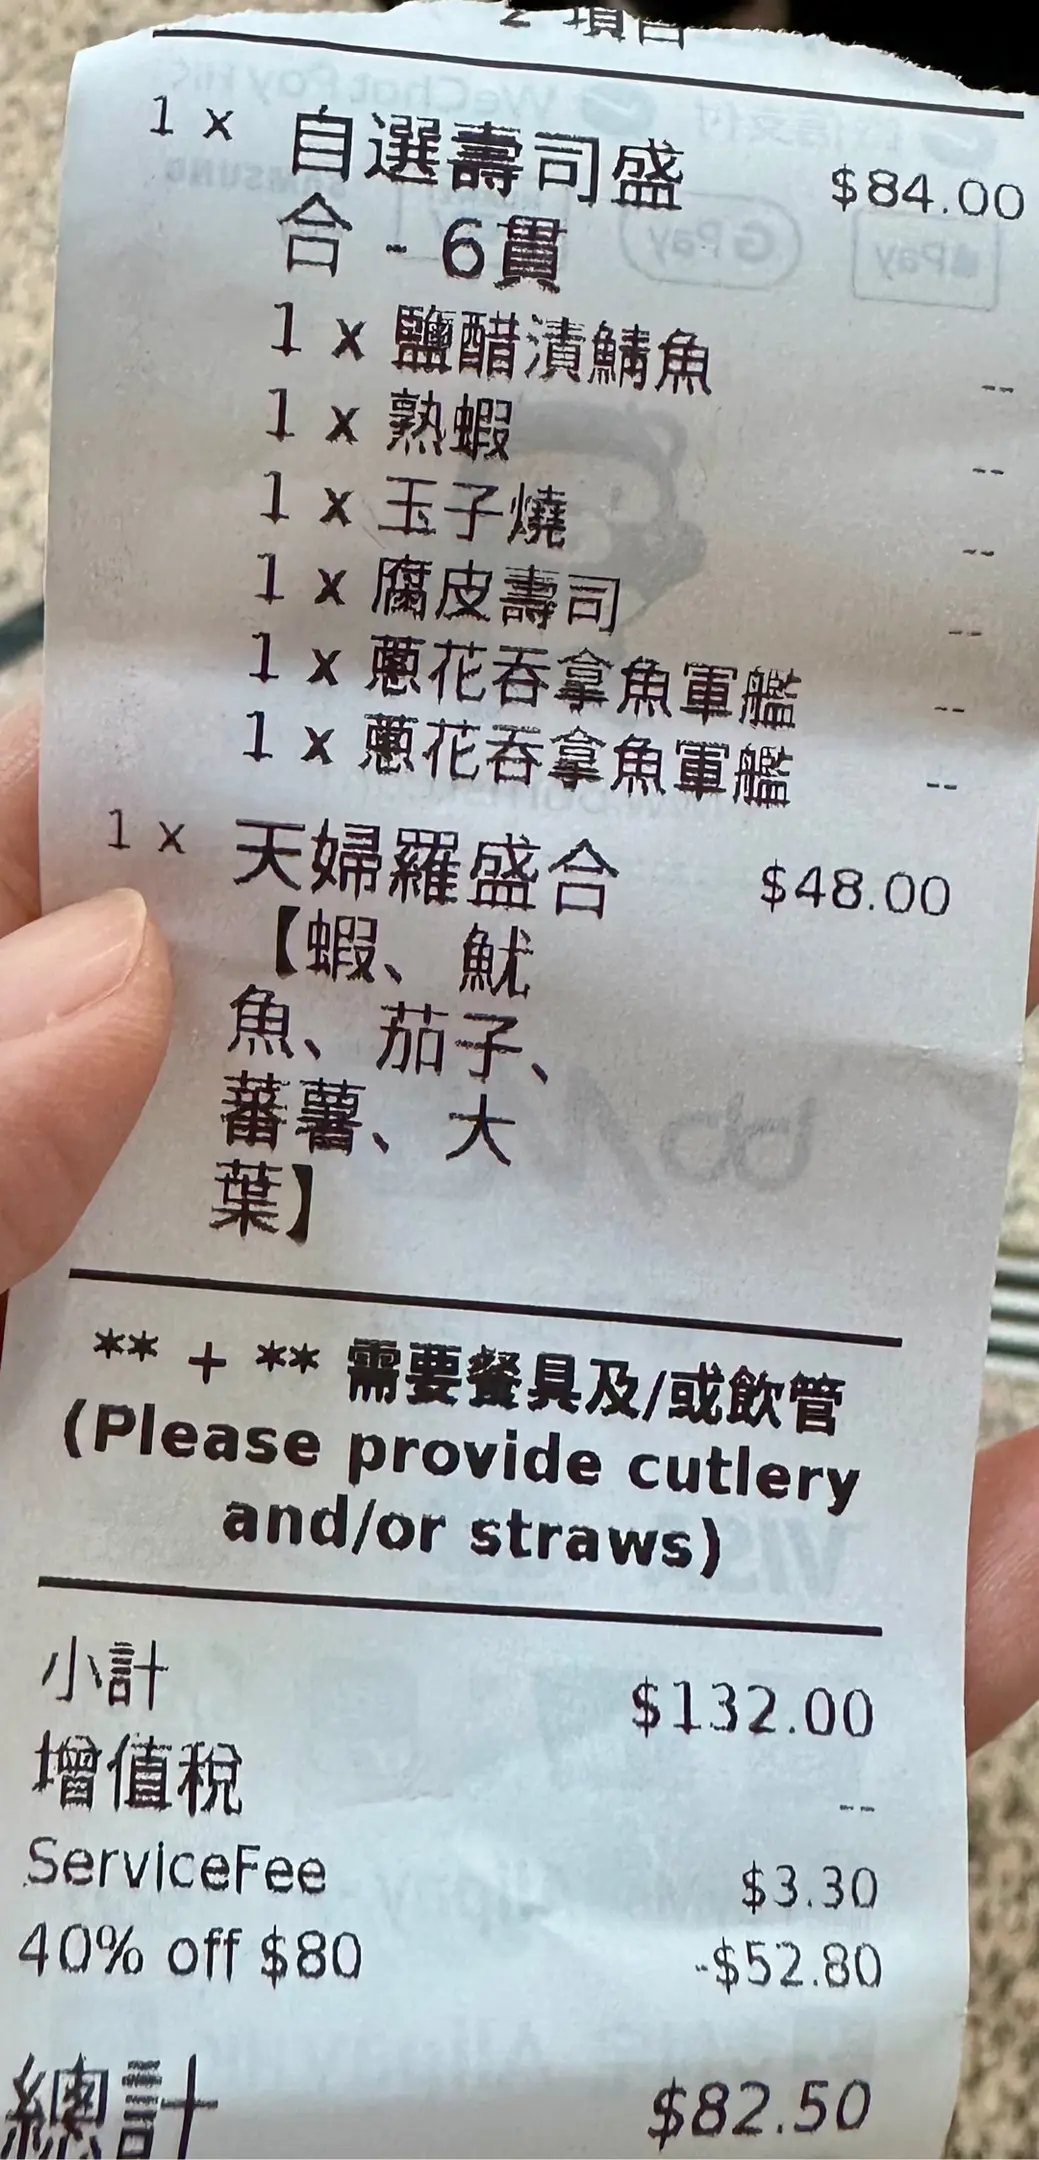 2 項目
1 x 自選壽司盛 $84.00
合 - 6貫
1 x 鹽醋漬鯖魚 --
1 x 熟蝦 --
1 x 玉子燒 --
1 x 腐皮壽司 --
1 x 蔥花吞拿魚軍艦 --
1 x 蔥花吞拿魚軍艦 --
1 x 天婦羅盛合 $48.00
【蝦、魷
魚、茄子、
蕃薯、大
葉】
** + ** 需要餐具及/或飲管
(Please provide cutlery
and/or straws)
小計 $132.00
增值稅 --
ServiceFee $3.30
40% off $80 -$52.80
總計 $82.50